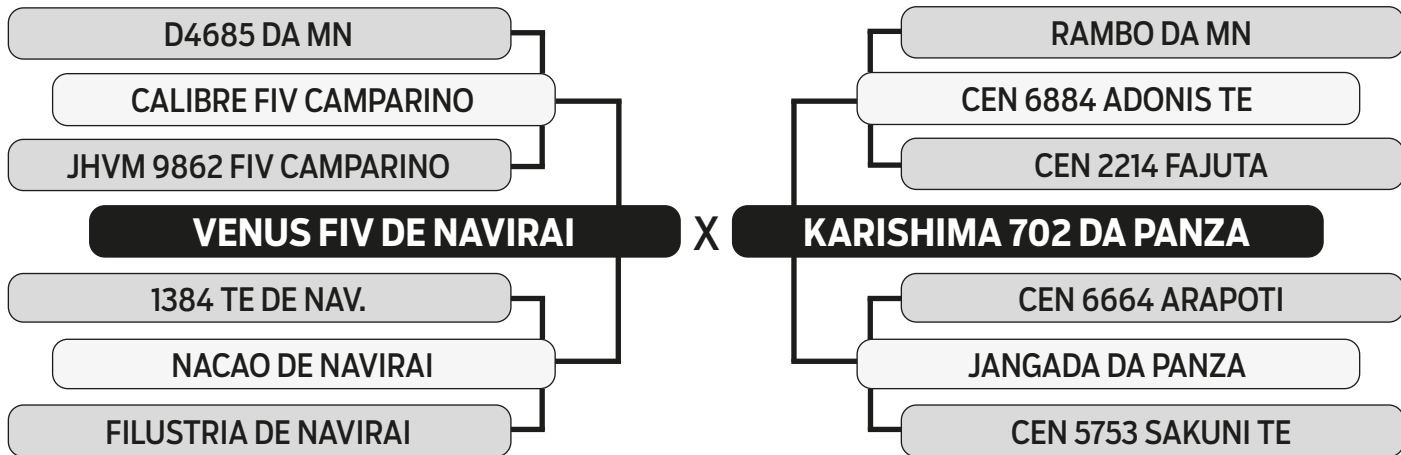 D4685 DA MN
CALIBRE FIV CAMPARINO
JHVM 9862 FIV CAMPARINO
VENUS FIV DE NAVIRAI
1384 TE DE NAV.
NACAO DE NAVIRAI
FILUSTRIA DE NAVIRAI
X
RAMBO DA MN
CEN 6884 ADONIS TE
CEN 2214 FAJUTA
KARISHIMA 702 DA PANZA
CEN 6664 ARAPOTI
JANGADA DA PANZA
CEN 5753 SAKUNI TE